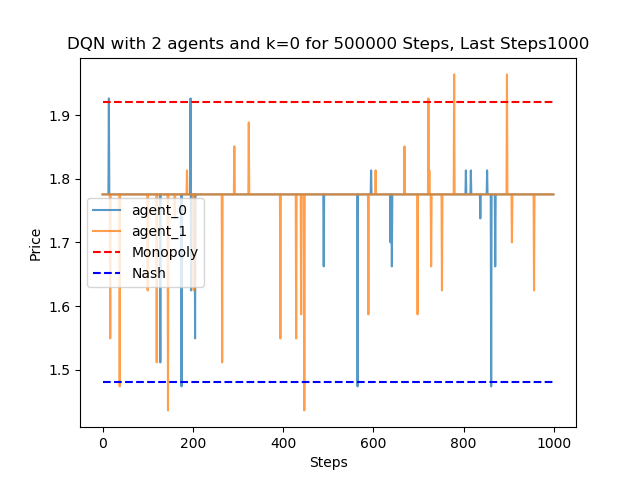 DQN with 2 agents and k=0 for 500000 Steps, Last Steps1000
Price
1.9
1.8
1.7
1.6
1.5
agent_0
agent_1
Monopoly
Nash
0
200
400
600
800
1000
Steps